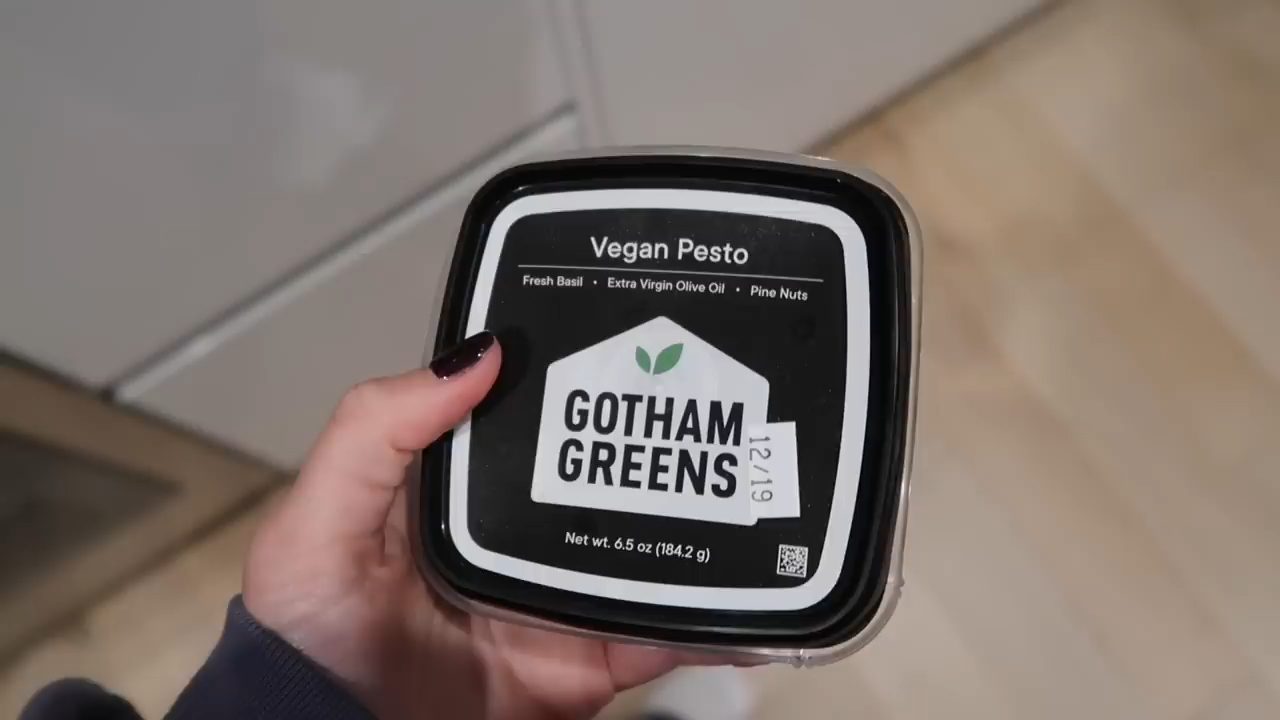 Vegan Pesto
Fresh Basil • Extra Virgin Olive Oil • Pine Nuts
GOTHAM
GREENS
12/19
Net wt. 6.5 oz (184.2 g)